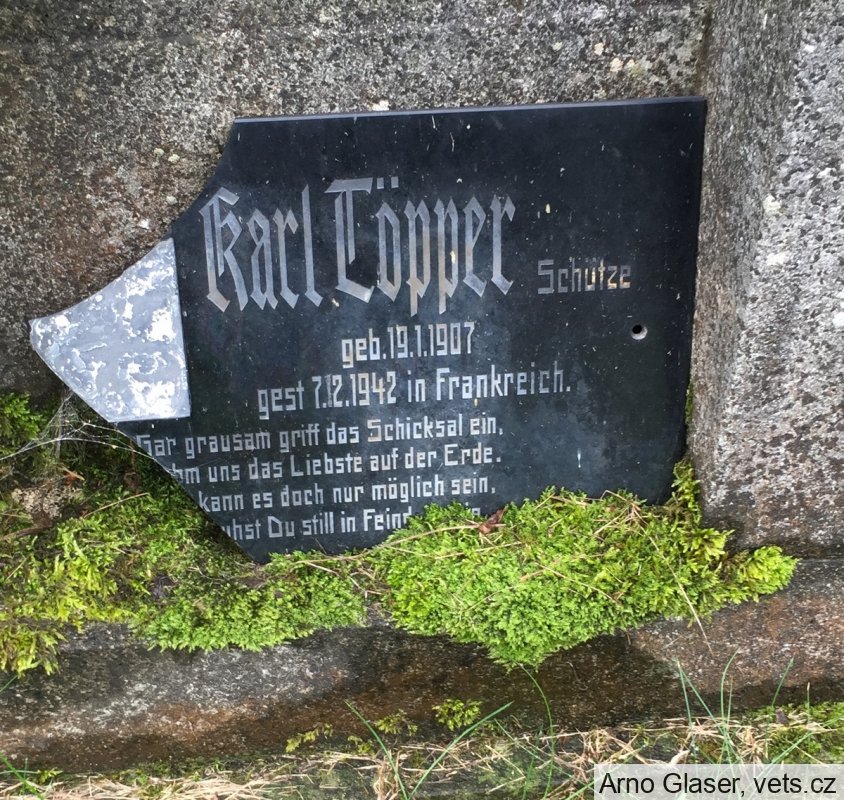 Karl Töpper Schütze
geb. 19.1.1907
gest 7.12.1942 in Frankreich.
Gar grausam griff das Schicksal ein,
uns das Liebste auf der Erde.
kann es doch nur möglich sein,
Du still in
Arno Glaser, vets.cz